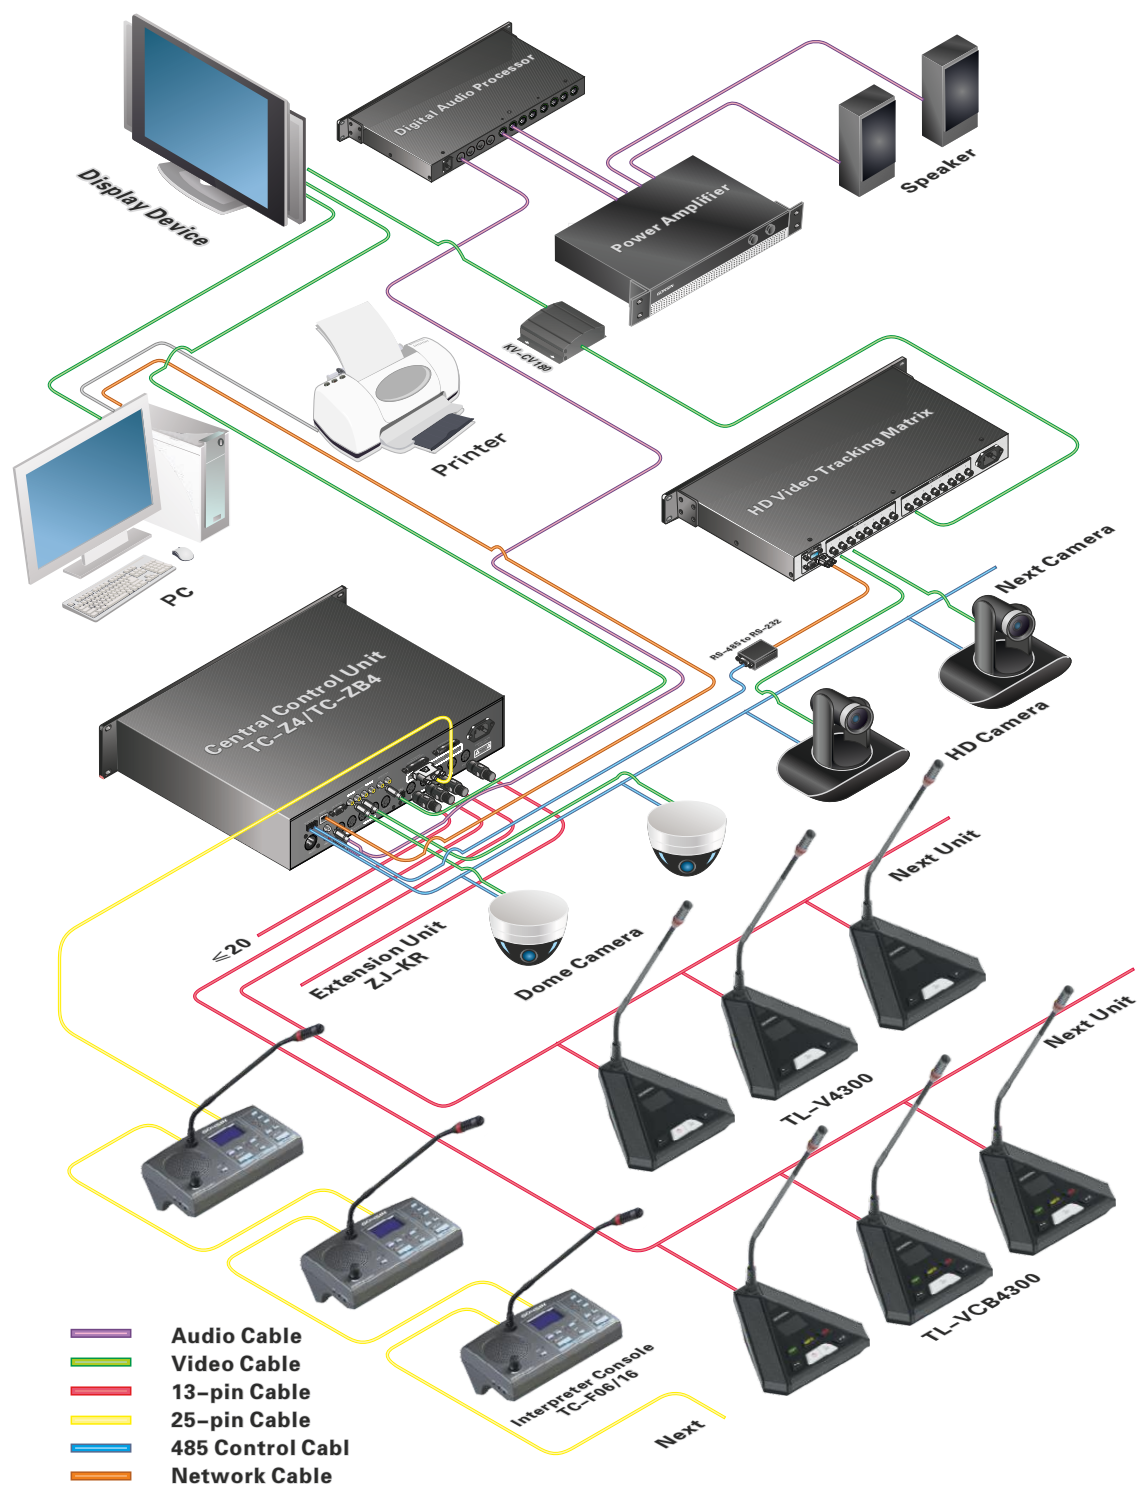 Digital Audio Processor
Display Device
Speaker
Power Amplifier
KV-CV180
Printer
HD Video Tracking Matrix
PC
Next Camera
RS-485 to RS-232
Central Control Unit
TC-Z4/TC-ZB4
HD Camera
Next Unit
≤20
Extension Unit
ZJ-KR
Dome Camera
Next Unit
TL-V4300
TL-VCB4300
Interpreter Console
TC-F06/16
Next
Audio Cable
Video Cable
13-pin Cable
25-pin Cable
485 Control Cabl
Network Cable